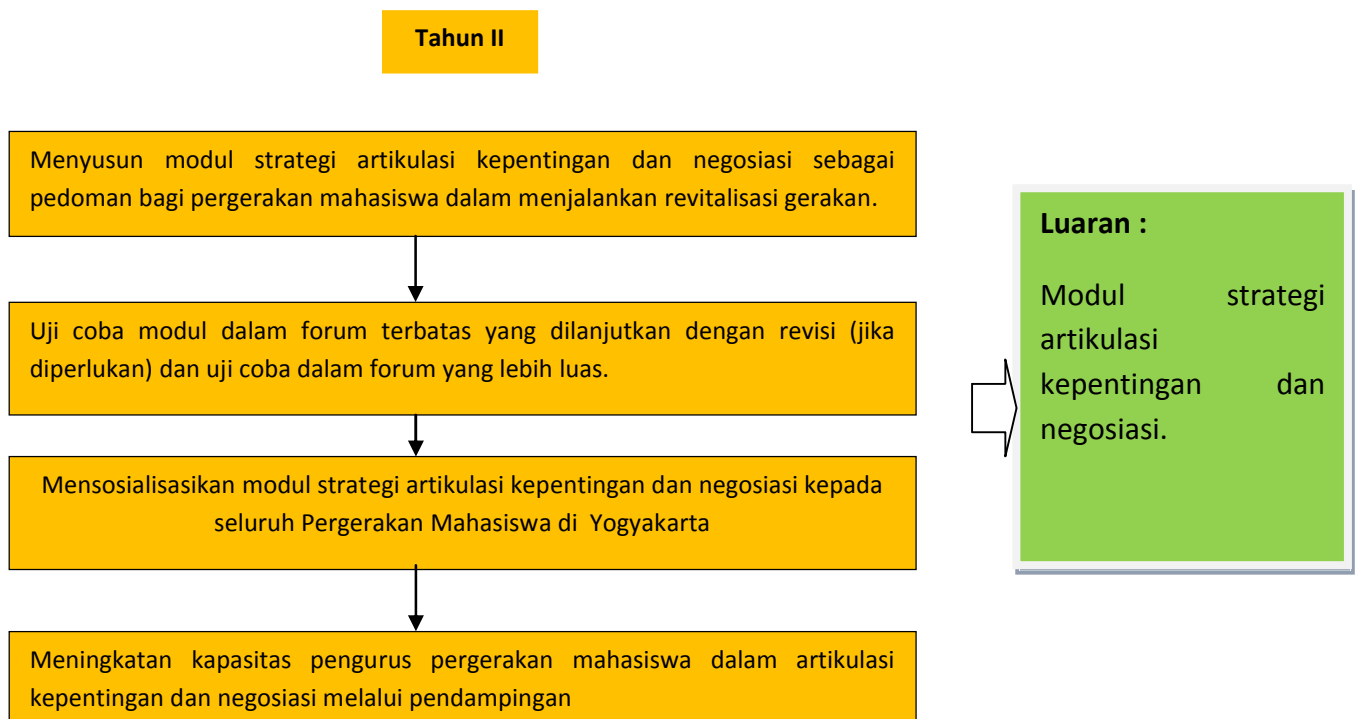 Tahun II
Menyusun modul strategi artikulasi kepentingan dan negosiasi sebagai
pedoman bagi pergerakan mahasiswa dalam menjalankan revitalisasi gerakan.
Uji coba modul dalam forum terbatas yang dilanjutkan dengan revisi (jika
diperlukan) dan uji coba dalam forum yang lebih luas.
Mensosialisasikan modul strategi artikulasi kepentingan dan negosiasi kepada
seluruh Pergerakan Mahasiswa di Yogyakarta
Meningkatan kapasitas pengurus pergerakan mahasiswa dalam artikulasi
kepentingan dan negosiasi melalui pendampingan
Luaran :
Modul strategi
artikulasi
kepentingan dan
negosiasi.